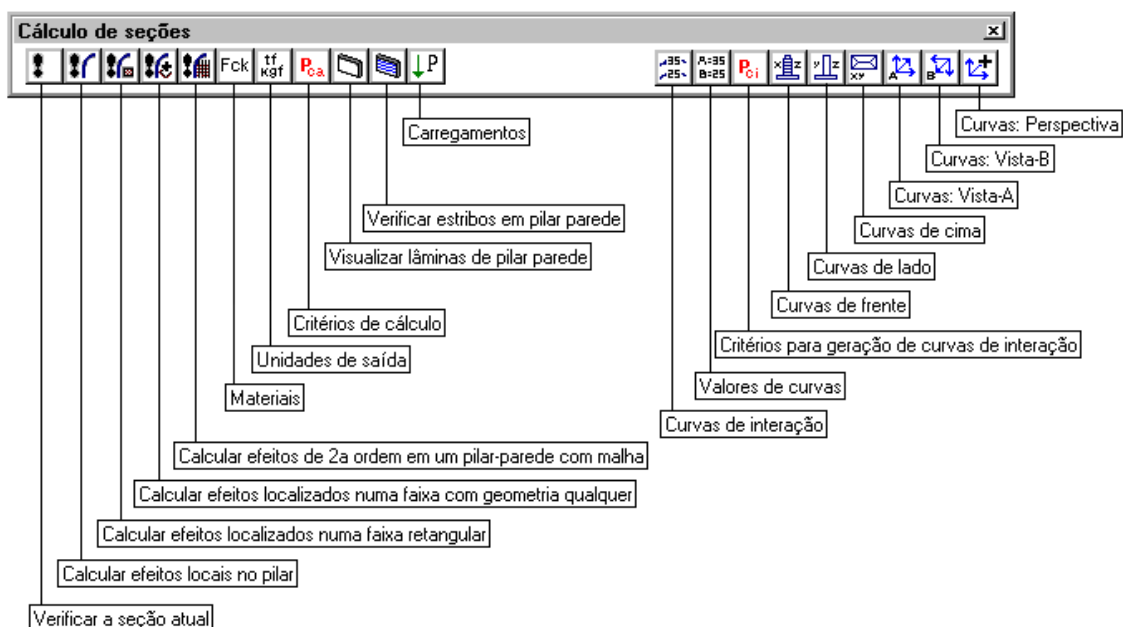 Cálculo de seções
Fck
tf
kgf
Pca
P
35
25
A=35
B=25
Pci
x z
y z
xy
A
B
Curvas: Perspectiva
Carregamentos
Curvas: Vista-B
Curvas: Vista-A
Verificar estribos em pilar parede
Curvas de cima
Visualizar lâminas de pilar parede
Curvas de lado
Curvas de frente
Critérios de cálculo
Critérios para geração de curvas de interação
Unidades de saída
Valores de curvas
Materiais
Curvas de interação
Calcular efeitos de 2a ordem em um pilar-parede com malha
Calcular efeitos localizados numa faixa com geometria qualquer
Calcular efeitos localizados numa faixa retangular
Calcular efeitos locais no pilar
Verificar a seção atual